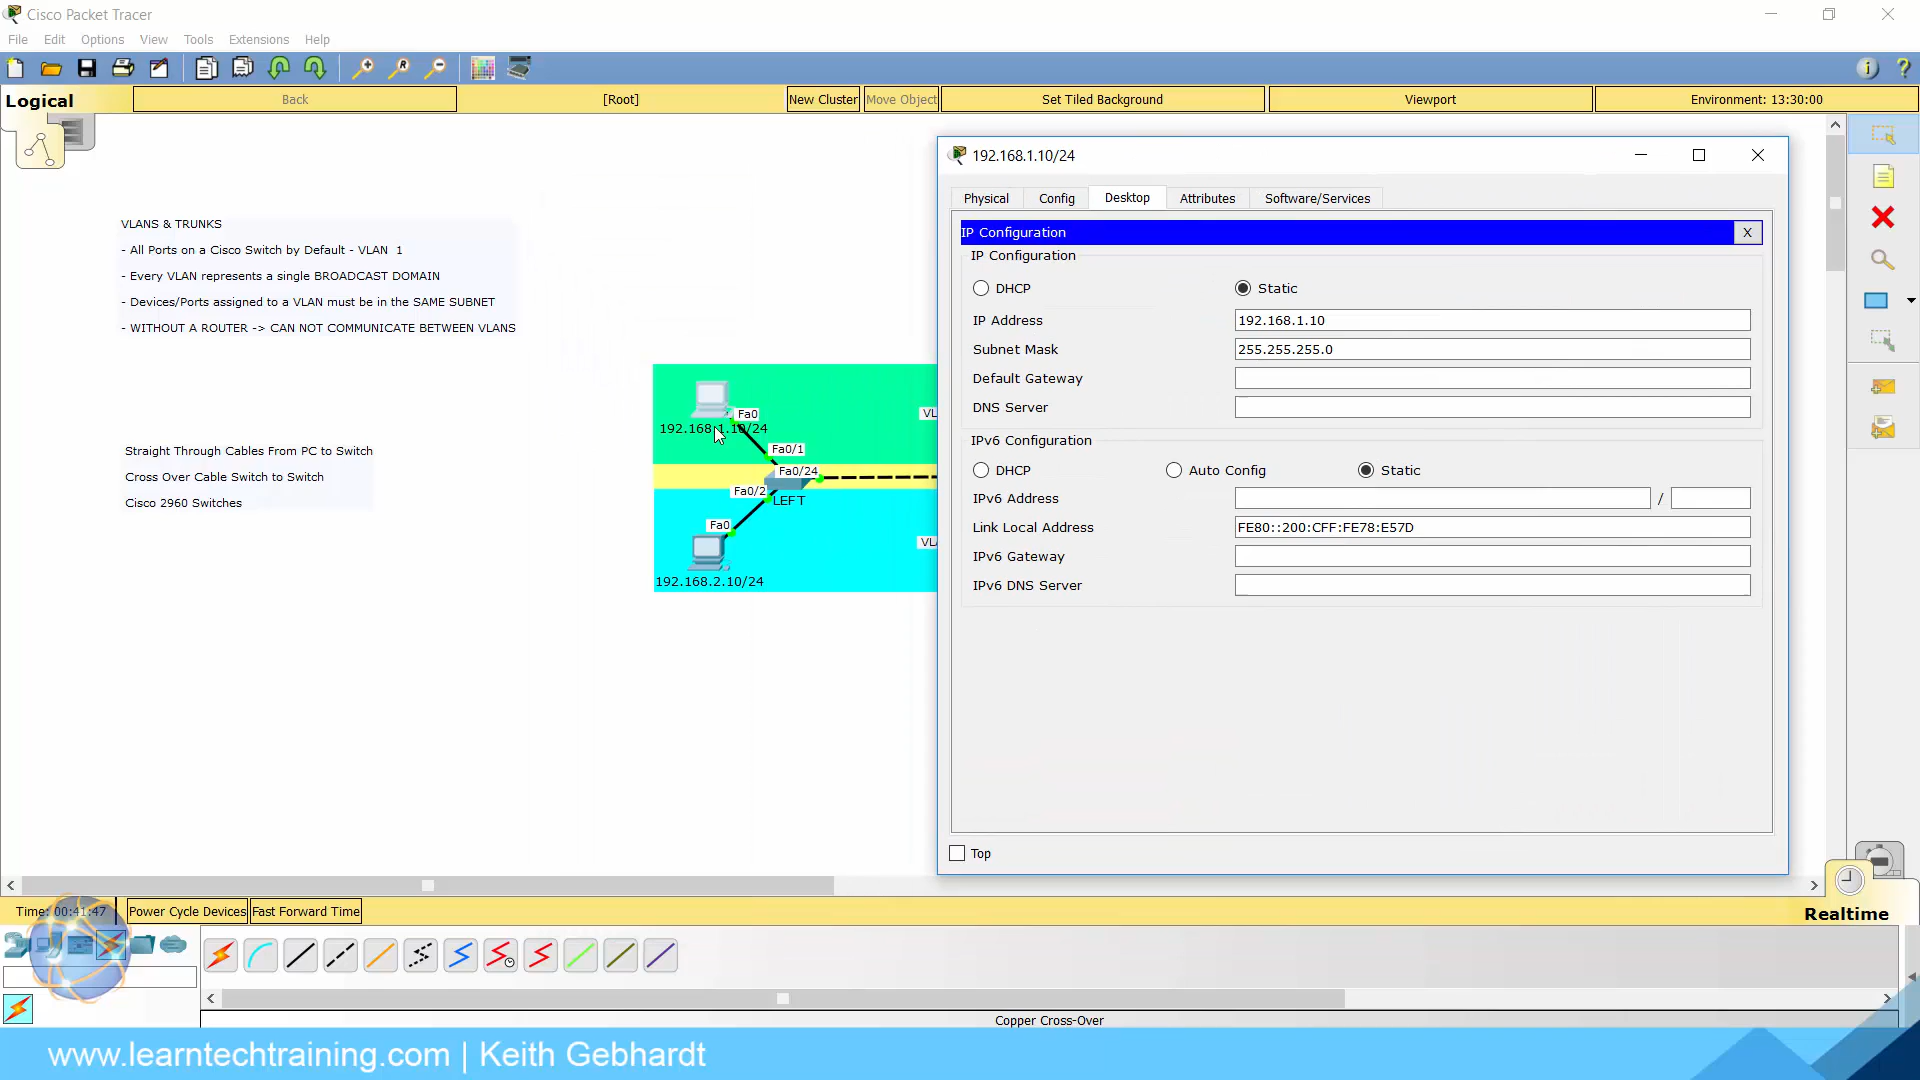 Cisco Packet Tracer
File Edit Options View Tools Extensions Help
Logical Back [Root] New Cluster Move Object Set Tiled Background Viewport Environment: 13:30:00
VLANS & TRUNKS
- All Ports on a Cisco Switch by Default - VLAN 1
- Every VLAN represents a single BROADCAST DOMAIN
- Devices/Ports assigned to a VLAN must be in the SAME SUBNET
- WITHOUT A ROUTER -> CAN NOT COMMUNICATE BETWEEN VLANS
Straight Through Cables From PC to Switch
Cross Over Cable Switch to Switch
Cisco 2960 Switches
Fa0
192.168.1.10/24
Fa0/1
Fa0/24
Fa0/2
LEFT
Fa0
192.168.2.10/24
VL
VL
192.168.1.10/24
Physical Config Desktop Attributes Software/Services
IP Configuration X
IP Configuration
DHCP Static
IP Address 192.168.1.10
Subnet Mask 255.255.255.0
Default Gateway
DNS Server
IPv6 Configuration
DHCP Auto Config Static
IPv6 Address /
Link Local Address FE80::200:CFF:FE78:E57D
IPv6 Gateway
IPv6 DNS Server
Top
Time: 00:41:47 Power Cycle Devices Fast Forward Time
Realtime
Copper Cross-Over
www.learntechtraining.com | Keith Gebhardt